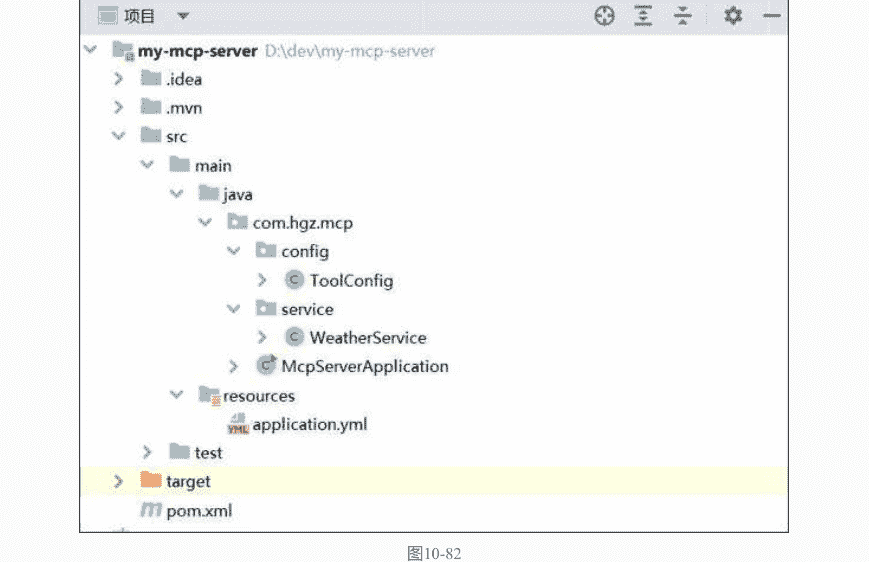 项目
my-mcp-server D:\dev\my-mcp-server
.idea
.mvn
src
main
java
com.hgz.mcp
config
C ToolConfig
service
C WeatherService
C McpServerApplication
resources
YML application.yml
test
target
m pom.xml
图10-82